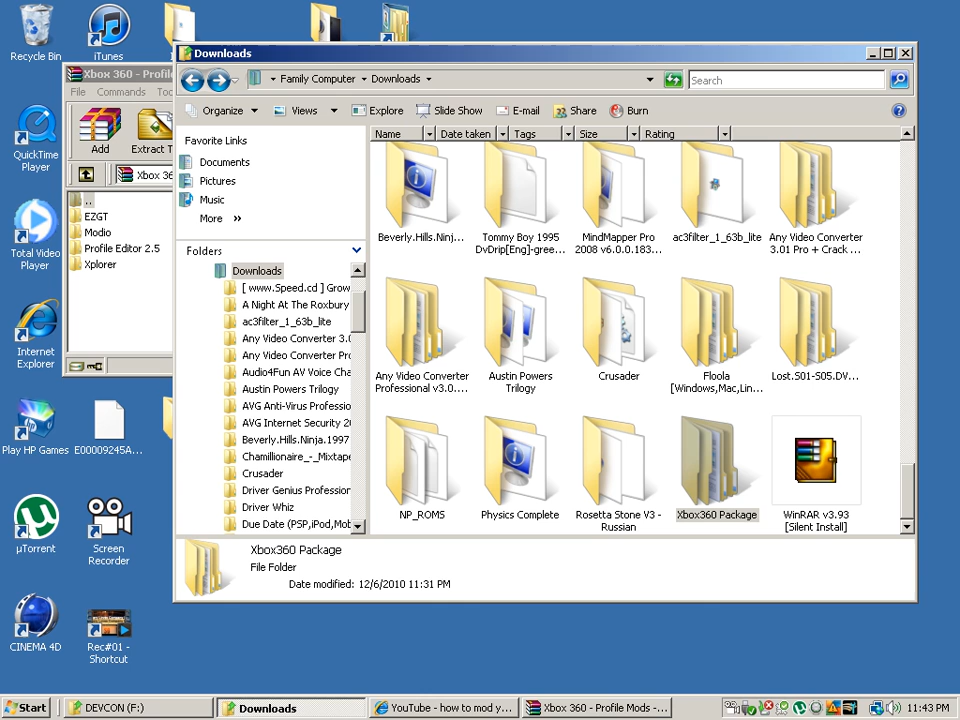 Recycle Bin
iTunes
QuickTime
Player
Total Video
Player
Internet
Explorer
Play HP Games
E00009245A...
µTorrent
Screen
Recorder
CINEMA 4D
Rec#01 -
Shortcut
Xbox 360 - Profile
File Commands
Add
Extract T
Xbox 36
..
EZGT
Modio
Profile Editor 2.5
Xplorer
Downloads
Family Computer
Downloads
Search
Organize
Views
Explore
Slide Show
E-mail
Share
Burn
Favorite Links
Documents
Pictures
Music
More »
Folders
Downloads
[ www.Speed.cd ] Grow
A Night At The Roxbury
ac3filter_1_63b_lite
Any Video Converter 3.0
Any Video Converter Pro
Audio4Fun AV Voice Cha
Austin Powers Trilogy
AVG Anti-Virus Professio
AVG Internet Security 2
Beverly.Hills.Ninja.1997
Chamillionaire_-_Mixtape
Crusader
Driver Genius Profession
Driver Whiz
Due Date (PSP,iPod,Mob
Name
Date taken
Tags
Size
Rating
Beverly.Hills.Ninj...
Tommy Boy 1995
DvDrip[Eng]-gree...
MindMapper Pro
2008 v6.0.0.183...
ac3filter_1_63b_lite
Any Video Converter
3.01 Pro + Crack ...
Any Video Converter
Professional v3.0....
Austin Powers
Trilogy
Crusader
Floola
[Windows,Mac,Lin...
Lost.S01-S05.DV...
NP_ROMS
Physics Complete
Rosetta Stone V3 -
Russian
Xbox360 Package
WinRAR v3.93
[Silent Install]
Xbox360 Package
File Folder
Date modified: 12/6/2010 11:31 PM
Start
DEVCON (F:)
Downloads
YouTube - how to mod y...
Xbox 360 - Profile Mods -...
11:43 PM